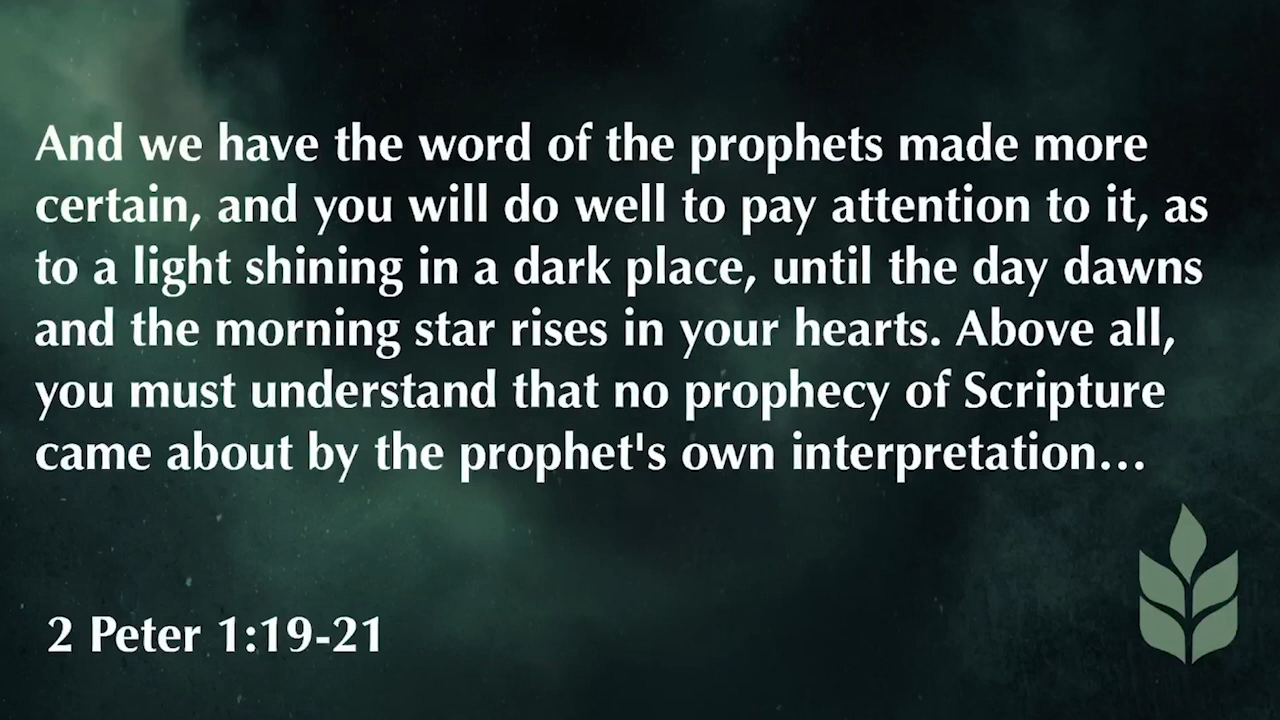 And we have the word of the prophets made more
certain, and you will do well to pay attention to it, as
to a light shining in a dark place, until the day dawns
and the morning star rises in your hearts. Above all,
you must understand that no prophecy of Scripture
came about by the prophet's own interpretation…
2 Peter 1:19-21